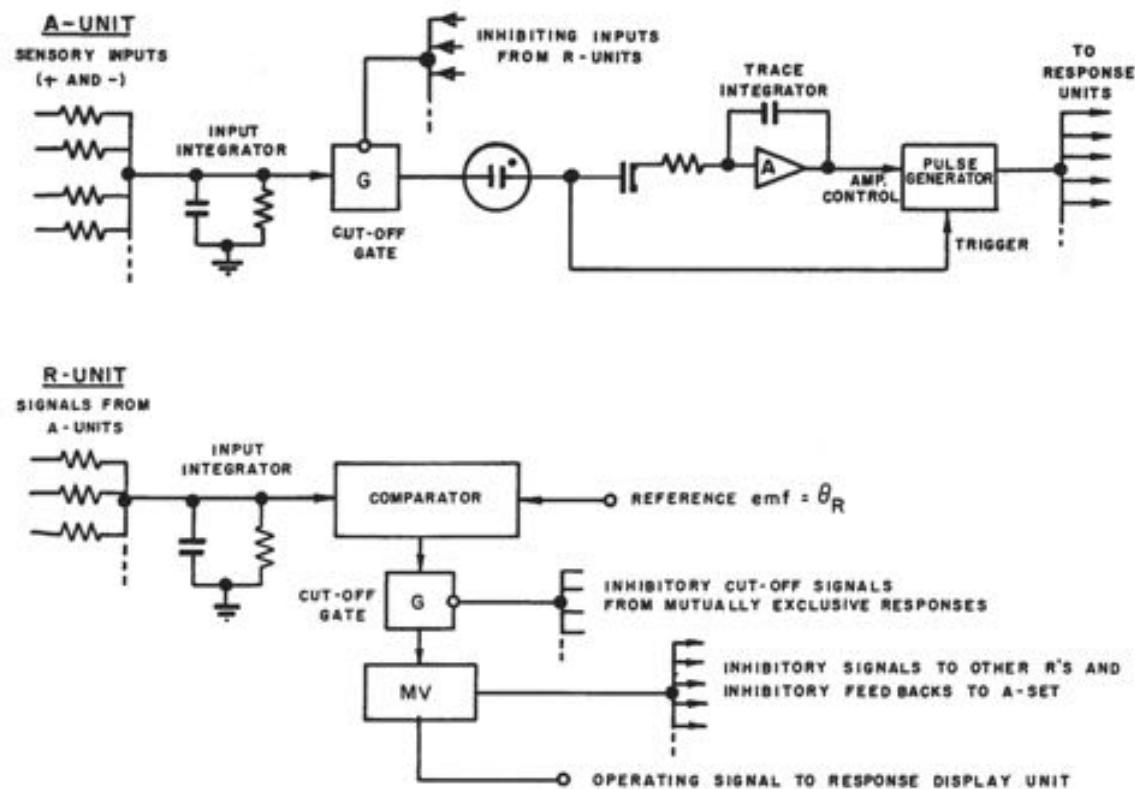 A-UNIT
SENSORY INPUTS
(+ AND -)
INHIBITING INPUTS
FROM R-UNITS
INPUT
INTEGRATOR
G
CUT-OFF
GATE
TRACE
INTEGRATOR
A
AMP.
CONTROL
PULSE
GENERATOR
TRIGGER
TO
RESPONSE
UNITS
R-UNIT
SIGNALS FROM
A-UNITS
INPUT
INTEGRATOR
COMPARATOR
REFERENCE emf = θR
CUT-OFF
GATE
G
INHIBITORY CUT-OFF SIGNALS
FROM MUTUALLY EXCLUSIVE RESPONSES
MV
INHIBITORY SIGNALS TO OTHER R'S AND
INHIBITORY FEEDBACKS TO A-SET
OPERATING SIGNAL TO RESPONSE DISPLAY UNIT